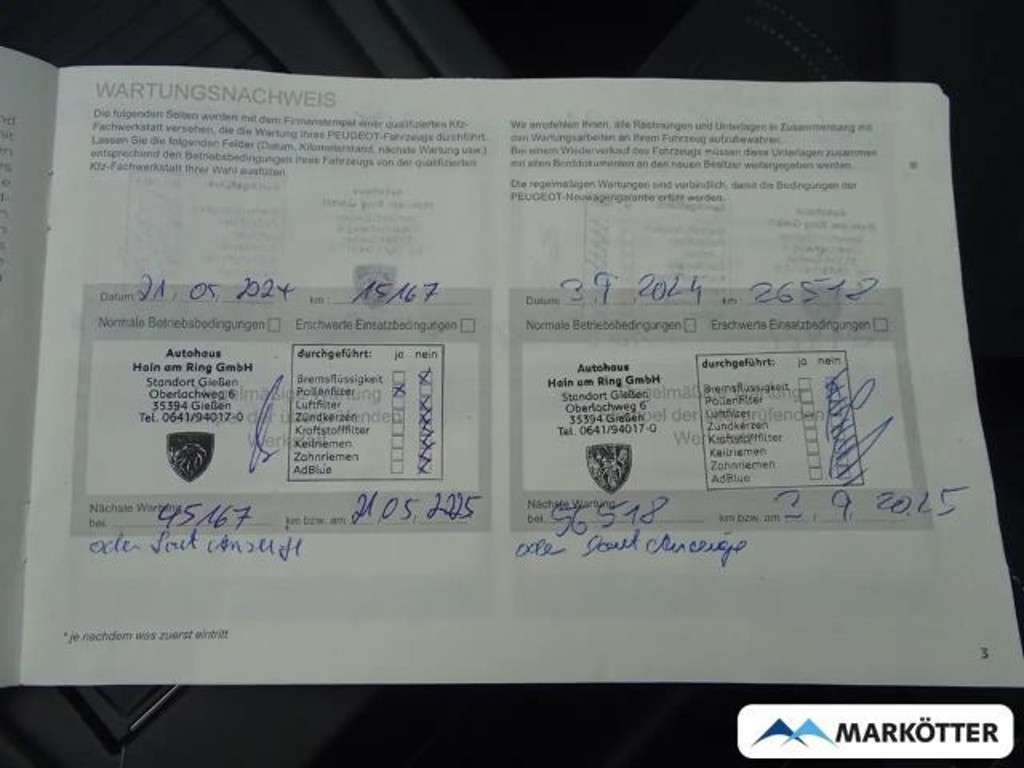 WARTUNGSNACHWEIS
Die folgenden Seiten werden mit dem Firmenstempel einer qualifizierten Kfz-
Fachwerkstatt versehen, die die Wartung Ihres PEUGEOT-Fahrzeugs durchführt.
Lassen Sie die folgenden Felder (Datum, Kilometerstand, nächste Wartung usw.)
entsprechend den Betriebsbedingungen Ihres Fahrzeugs von der qualifizierten
Kfz-Fachwerkstatt Ihrer Wahl ausfüllen.
Datum 21. 05. 2024 km : 15167
Normale Betriebsbedingungen Erschwerte Einsatzbedingungen
Autohaus
Hain am Ring GmbH
Standort Gießen
Oberlachweg 6
35394 Gießen
Tel. 0641/94017-0
durchgeführt: ja nein
Bremsflüssigkeit
Pollenfilter
Luftfilter
Zündkerzen
Kraftstofffilter
Keilriemen
Zahnriemen
AdBlue
Nächste Wartung
bei 45167 km bzw. am 21.05.2025
oder Anzeige
* je nachdem was zuerst eintritt
Wir empfehlen Ihnen, alle Rechnungen und Unterlagen in Zusammenhang mit
den Wartungsarbeiten an Ihrem Fahrzeug aufzubewahren.
Bei einem Wiederverkauf des Fahrzeugs müssen diese Unterlagen zusammen
mit allen Borddokumenten an den neuen Besitzer weitergegeben werden.
Die regelmäßigen Wartungen sind verbindlich, damit die Bedingungen der
PEUGEOT-Neuwagengarantie erfüllt werden.
Datum 3. 9 2024 km : 26518
Normale Betriebsbedingungen Erschwerte Einsatzbedingungen
Autohaus
Hain am Ring GmbH
Standort Gießen
Oberlachweg 6
35394 Gießen
Tel. 0641/94017-0
durchgeführt: ja nein
Bremsflüssigkeit
Pollenfilter
Luftfilter
Zündkerzen
Kraftstofffilter
Keilriemen
Zahnriemen
AdBlue
Nächste Wartung
bei 56518 km bzw. am 3 / 9, 2025
oder Anzeige
3
MARKÖTTER